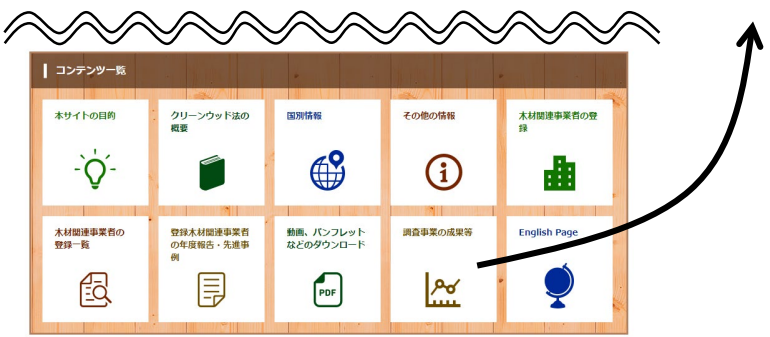 コンテンツ一覧
本サイトの目的
クリーンウッド法の
概要
国別情報
その他の情報
木材関連事業者の登
録
木材関連事業者の
登録一覧
登録木材関連事業者
の年度報告・先進事
例
動画、パンフレット
などのダウンロード
PDF
調査事業の成果等
English Page